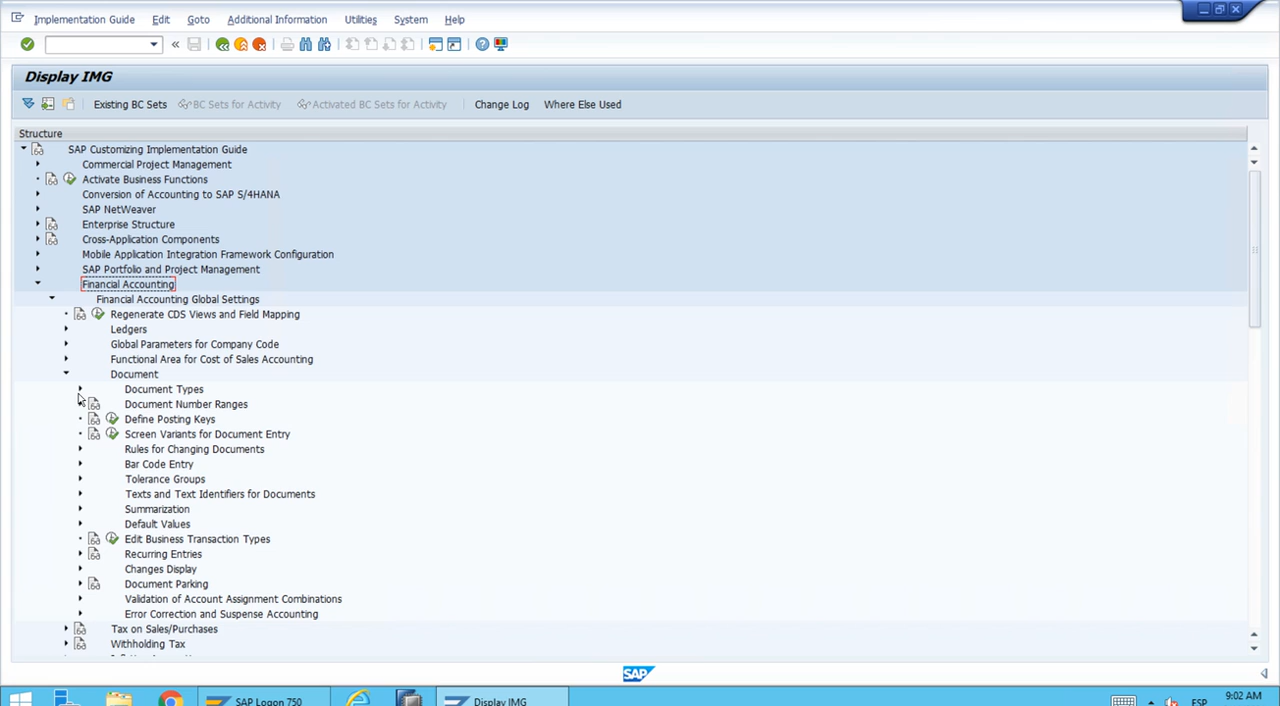 Implementation Guide Edit Goto Additional Information Utilities System Help
Display IMG
Existing BC Sets BC Sets for Activity Activated BC Sets for Activity Change Log Where Else Used
Structure
SAP Customizing Implementation Guide
Commercial Project Management
Activate Business Functions
Conversion of Accounting to SAP S/4HANA
SAP NetWeaver
Enterprise Structure
Cross-Application Components
Mobile Application Integration Framework Configuration
SAP Portfolio and Project Management
Financial Accounting
Financial Accounting Global Settings
Regenerate CDS Views and Field Mapping
Ledgers
Global Parameters for Company Code
Functional Area for Cost of Sales Accounting
Document
Document Types
Document Number Ranges
Define Posting Keys
Screen Variants for Document Entry
Rules for Changing Documents
Bar Code Entry
Tolerance Groups
Texts and Text Identifiers for Documents
Summarization
Default Values
Edit Business Transaction Types
Recurring Entries
Changes Display
Document Parking
Validation of Account Assignment Combinations
Error Correction and Suspense Accounting
Tax on Sales/Purchases
Withholding Tax
SAP
SAP Logon 750 Display IMG ESP 9:02 AM